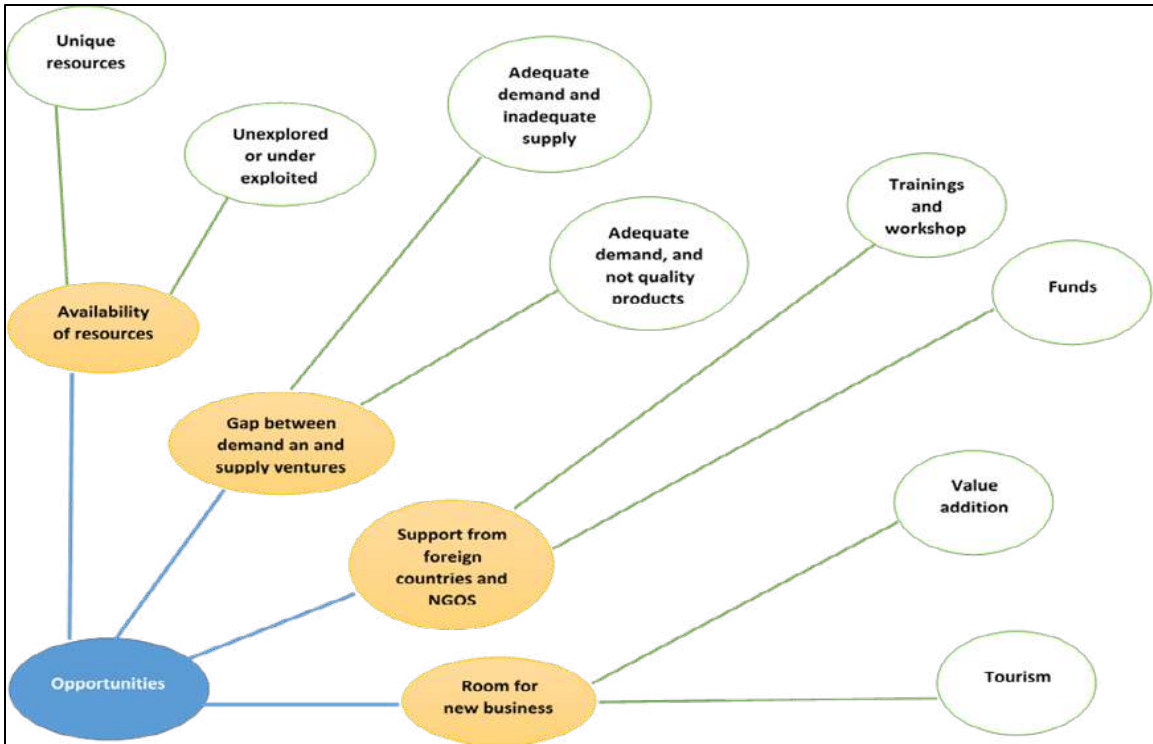 Unique
resources
Adequate
demand and
inadequate
supply
Unexplored
or under
exploited
Trainings
and
workshop
Adequate
demand, and
not quality
products
Funds
Availability
of resources
Gap between
demand an and
supply ventures
Value
addition
Support from
foreign
countries and
NGOS
Opportunities
Room for
new business
Tourism